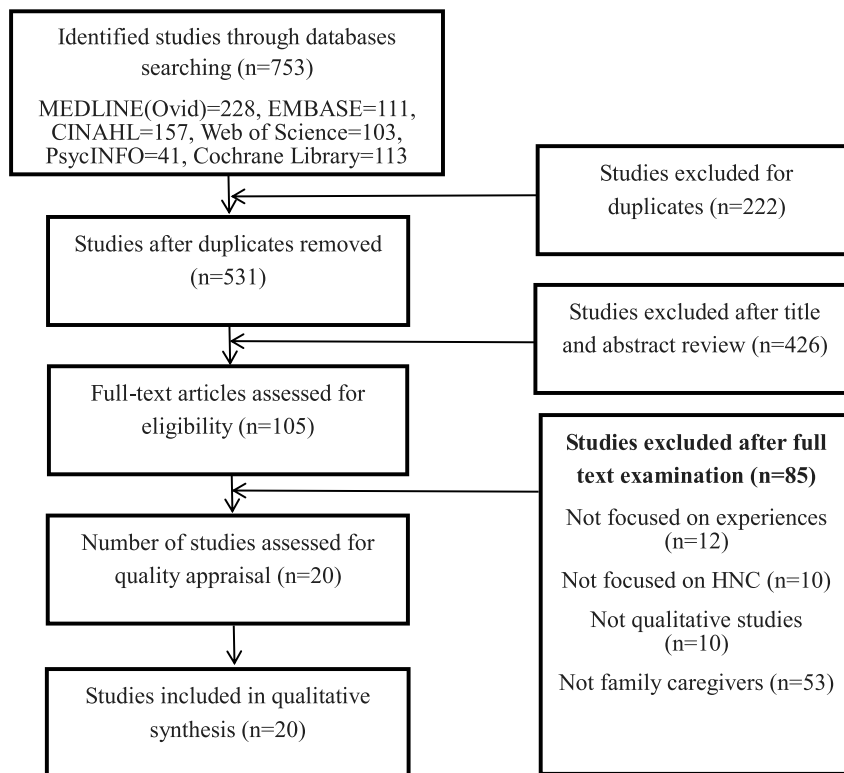 Identified studies through databases
searching (n=753)
MEDLINE(Ovid)=228, EMBASE=111,
CINAHL=157, Web of Science=103,
PsycINFO=41, Cochrane Library=113
Studies excluded for
duplicates (n=222)
Studies after duplicates removed
(n=531)
Studies excluded after title
and abstract review (n=426)
Full-text articles assessed for
eligibility (n=105)
Studies excluded after full
text examination (n=85)
Not focused on experiences
(n=12)
Not focused on HNC (n=10)
Not qualitative studies
(n=10)
Not family caregivers (n=53)
Number of studies assessed for
quality appraisal (n=20)
Studies included in qualitative
synthesis (n=20)